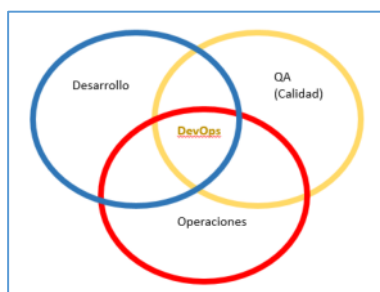 Desarrollo
QA
(Calidad)
DevOps
Operaciones